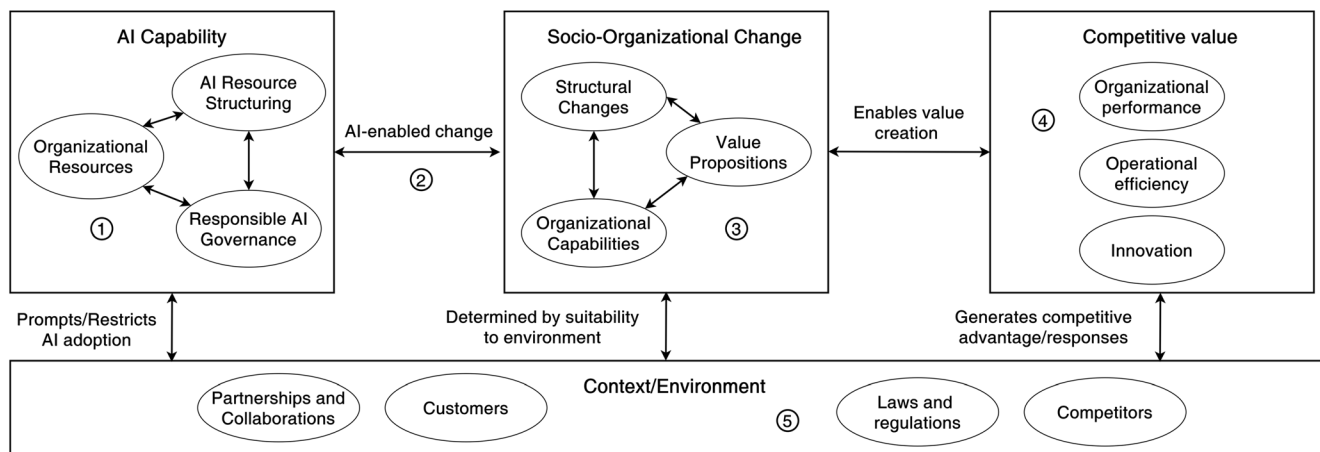 AI Capability
AI Resource
Structuring
Organizational
Resources
Responsible AI
Governance
①
AI-enabled change
②
Socio-Organizational Change
Structural
Changes
Value
Propositions
Organizational
Capabilities
③
Enables value
creation
Competitive value
④
Organizational
performance
Operational
efficiency
Innovation
Prompts/Restricts
AI adoption
Determined by suitability
to environment
Generates competitive
advantage/responses
Context/Environment
Partnerships and
Collaborations
Customers
⑤
Laws and
regulations
Competitors